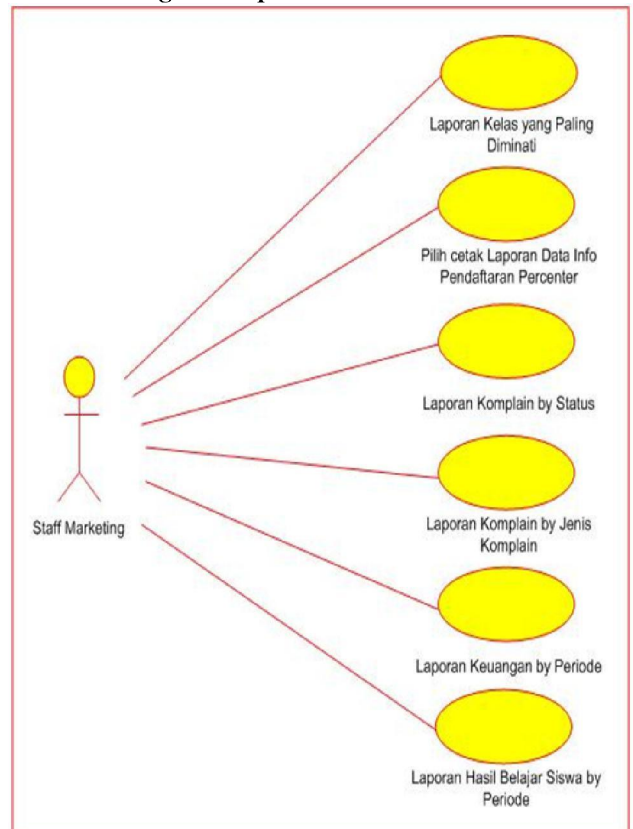 Laporan Kelas yang Paling
Diminati
Pilih cetak Laporan Data Info
Pendaftaran Percenter
Laporan Komplain by Status
Staff Marketing
Laporan Komplain by Jenis
Komplain
Laporan Keuangan by Periode
Laporan Hasil Belajar Siswa by
Periode